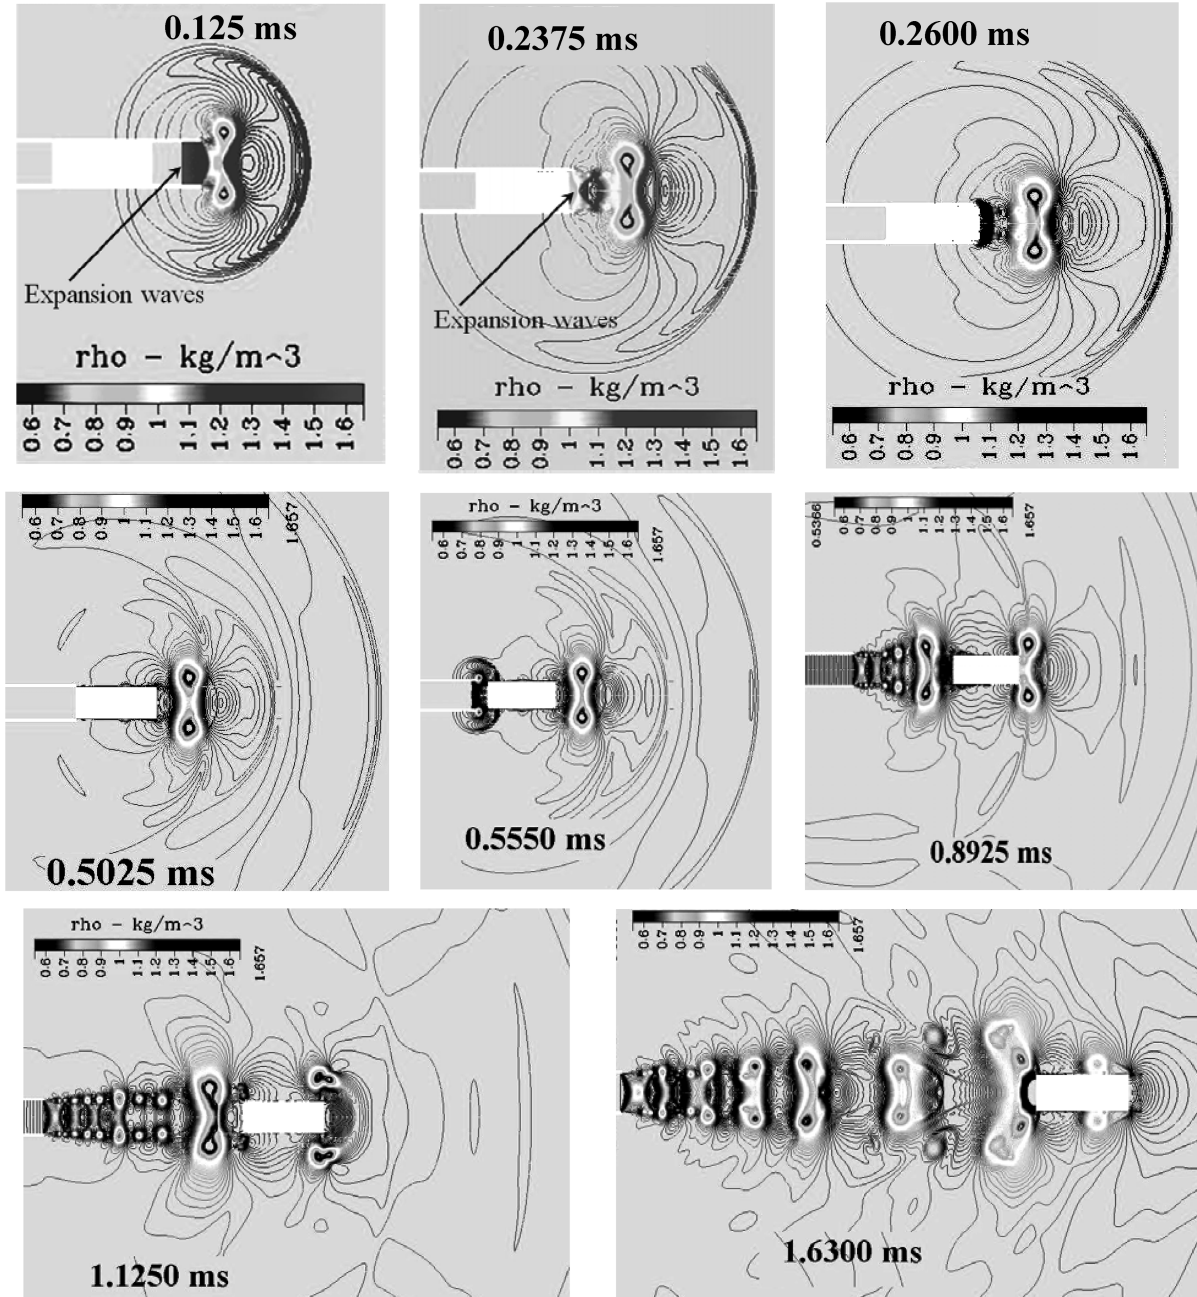 0.125 ms
Expansion waves
rho - kg/m^3
0.6 0.7 0.8 0.9 1 1.1 1.2 1.3 1.4 1.5 1.6
0.2375 ms
Expansion waves
rho - kg/m^3
0.6 0.7 0.8 0.9 1 1.1 1.2 1.3 1.4 1.5 1.6
0.2600 ms
rho - kg/m^3
0.6 0.7 0.8 0.9 1 1.1 1.2 1.3 1.4 1.5 1.6
0.6 0.7 0.8 0.9 1 1.1 1.2 1.3 1.4 1.5 1.6 1.657
0.5025 ms
rho - kg/m^3
0.6 0.7 0.8 0.9 1 1.1 1.2 1.3 1.4 1.5 1.6 1.657
0.5550 ms
0.5366 0.6 0.7 0.8 0.9 1 1.1 1.2 1.3 1.4 1.5 1.6 1.657
0.8925 ms
rho - kg/m^3
0.6 0.7 0.8 0.9 1 1.1 1.2 1.3 1.4 1.5 1.6 1.657
1.1250 ms
0.6 0.7 0.8 0.9 1 1.1 1.2 1.3 1.4 1.5 1.6 1.657
1.6300 ms